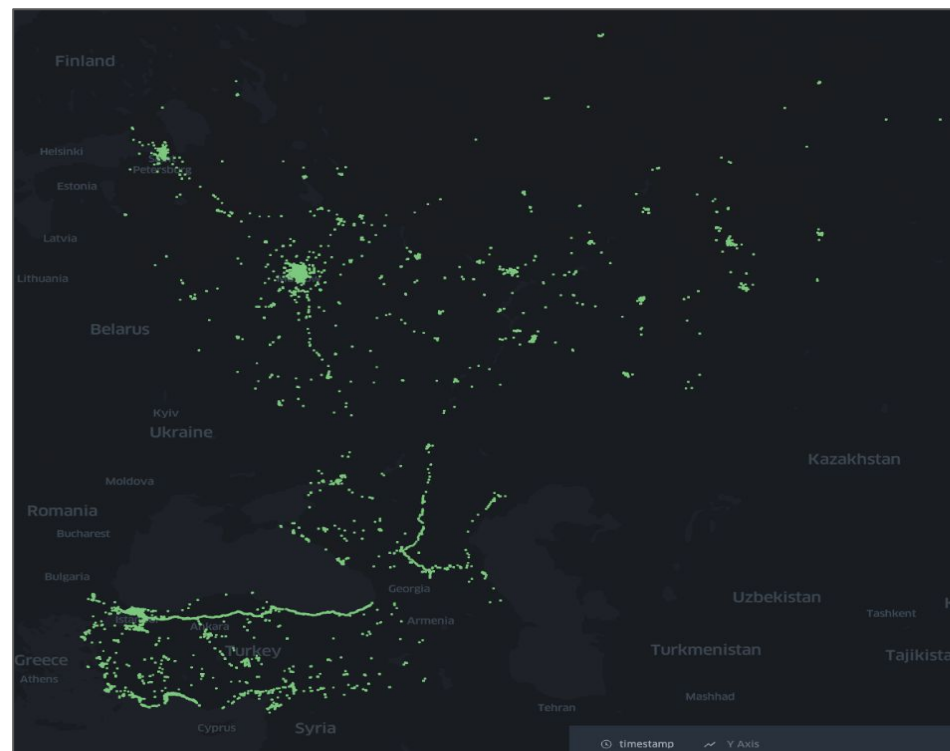 Finland
Helsinki
Petersburg
Estonia
Latvia
Lithuania
Belarus
Kyiv
Ukraine
Kazakhstan
Moldova
Romania
Bucharest
Bulgaria
Georgia
Uzbekistan
Tashkent
Armenia
Ankara
Turkey
Greece
Turkmenistan
Tajikista
Athens
Mashhad
Tehran
Cyprus
Syria
timestamp
Y Axis